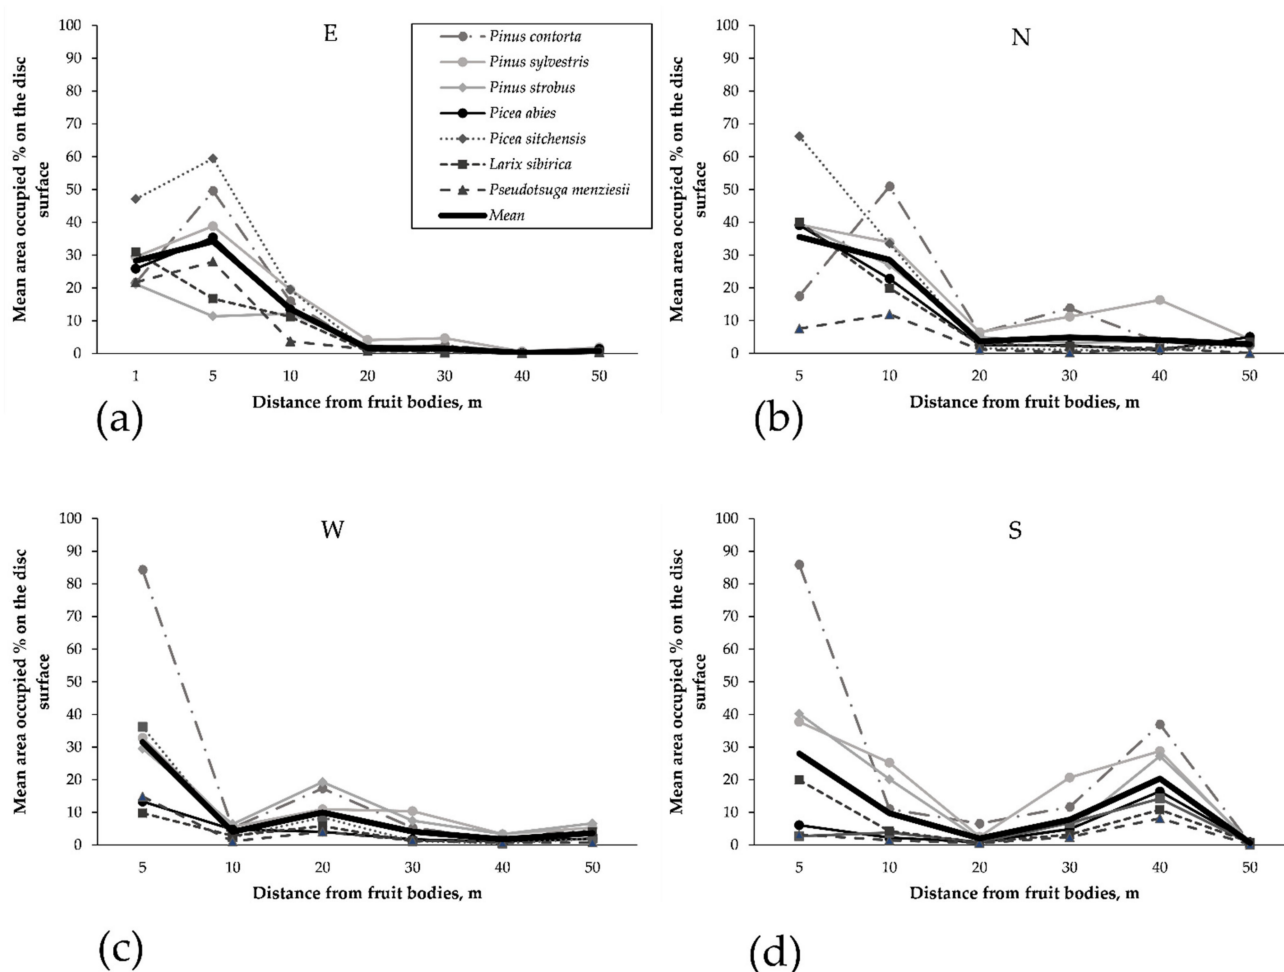 E
Mean area occupied % on the disc
surface
100
90
80
70
60
50
40
30
20
10
0
Pinus contorta
Pinus sylvestris
Pinus strobus
Picea abies
Picea sitchensis
Larix sibirica
Pseudotsuga menziesii
Mean
1 5 10 20 30 40 50
Distance from fruit bodies, m
(a)
N
Mean area occupied % on the disc
surface
100
90
80
70
60
50
40
30
20
10
0
5 10 20 30 40 50
Distance from fruit bodies, m
(b)
W
Mean area occupied % on the disc
surface
100
90
80
70
60
50
40
30
20
10
0
5 10 20 30 40 50
Distance from fruit bodies, m
(c)
S
Mean area occupied % on the disc
surface
100
90
80
70
60
50
40
30
20
10
0
5 10 20 30 40 50
Distance from fruit bodies, m
(d)